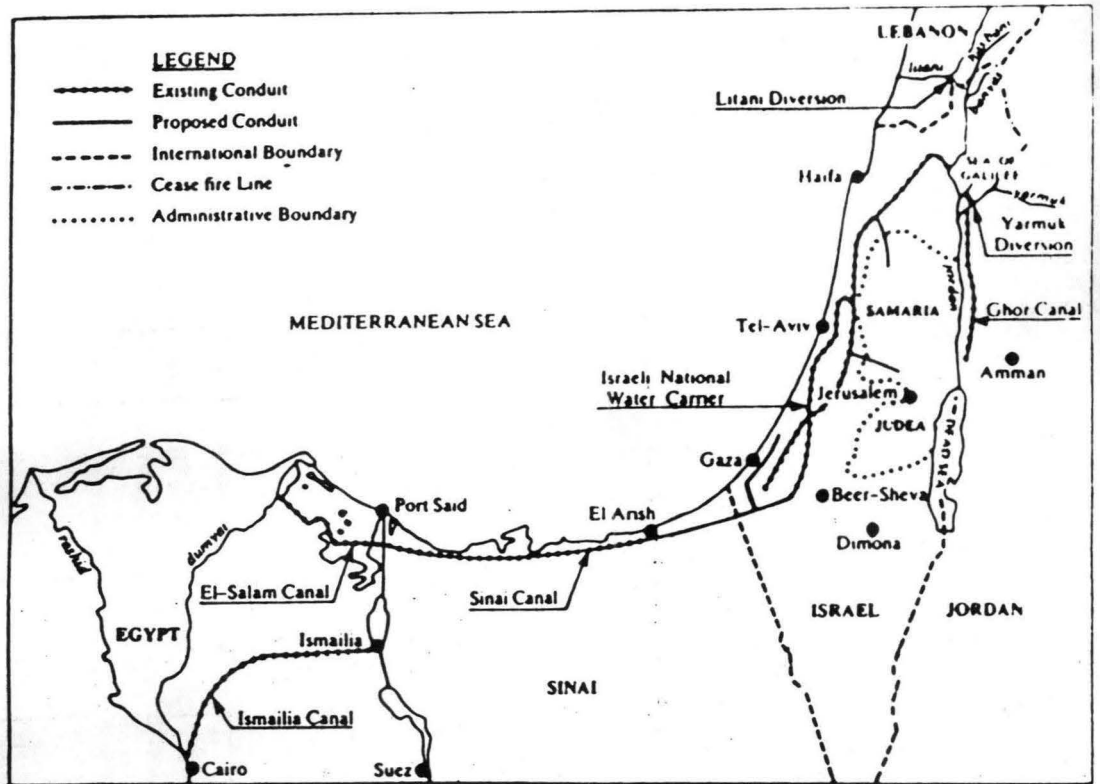 LEGEND
Existing Conduit
Proposed Conduit
International Boundary
Cease fire Line
Administrative Boundary
LEBANON
Litani
Litani Diversion
Haifa
SEA OF
GALILEE
Yarmuk
Yarmuk
Diversion
Jordan
MEDITERRANEAN SEA
SAMARIA
Tel-Aviv
Ghor Canal
Amman
Israeli National
Water Carrier
Jerusalem
JUDEA
DEAD SEA
Gaza
Port Said
El Arish
Beer-Sheva
Dimona
rashid
dumyat
El-Salam Canal
Sinai Canal
ISRAEL
JORDAN
EGYPT
Ismailia
SINAI
Ismailia Canal
Cairo
Suez